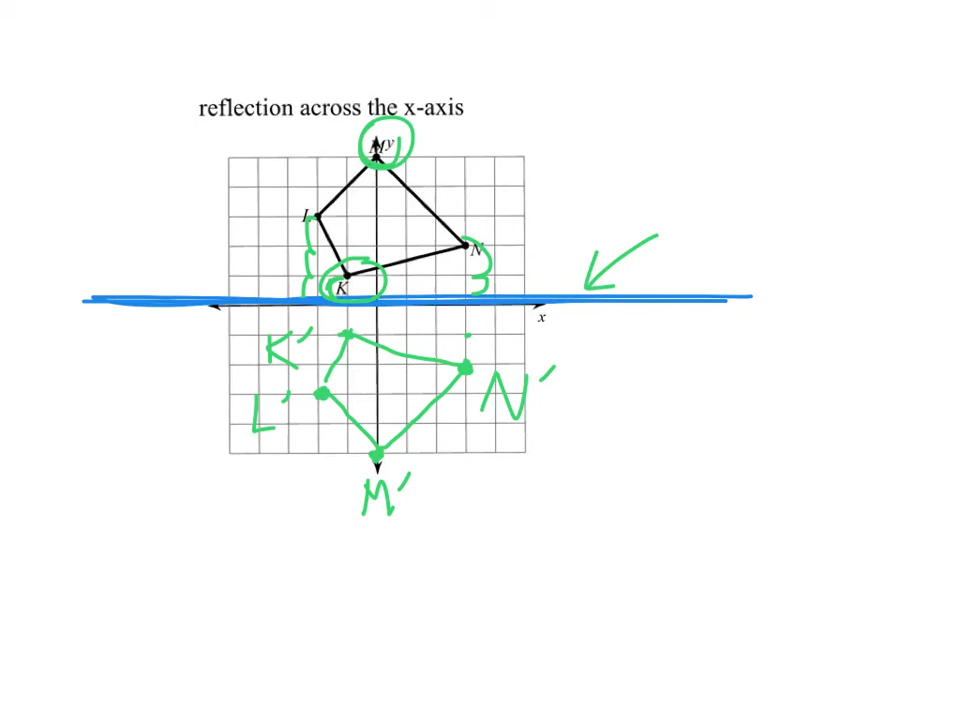 reflection across the x-axis
M y
L
N
K
x
K'
L'
N'
M'